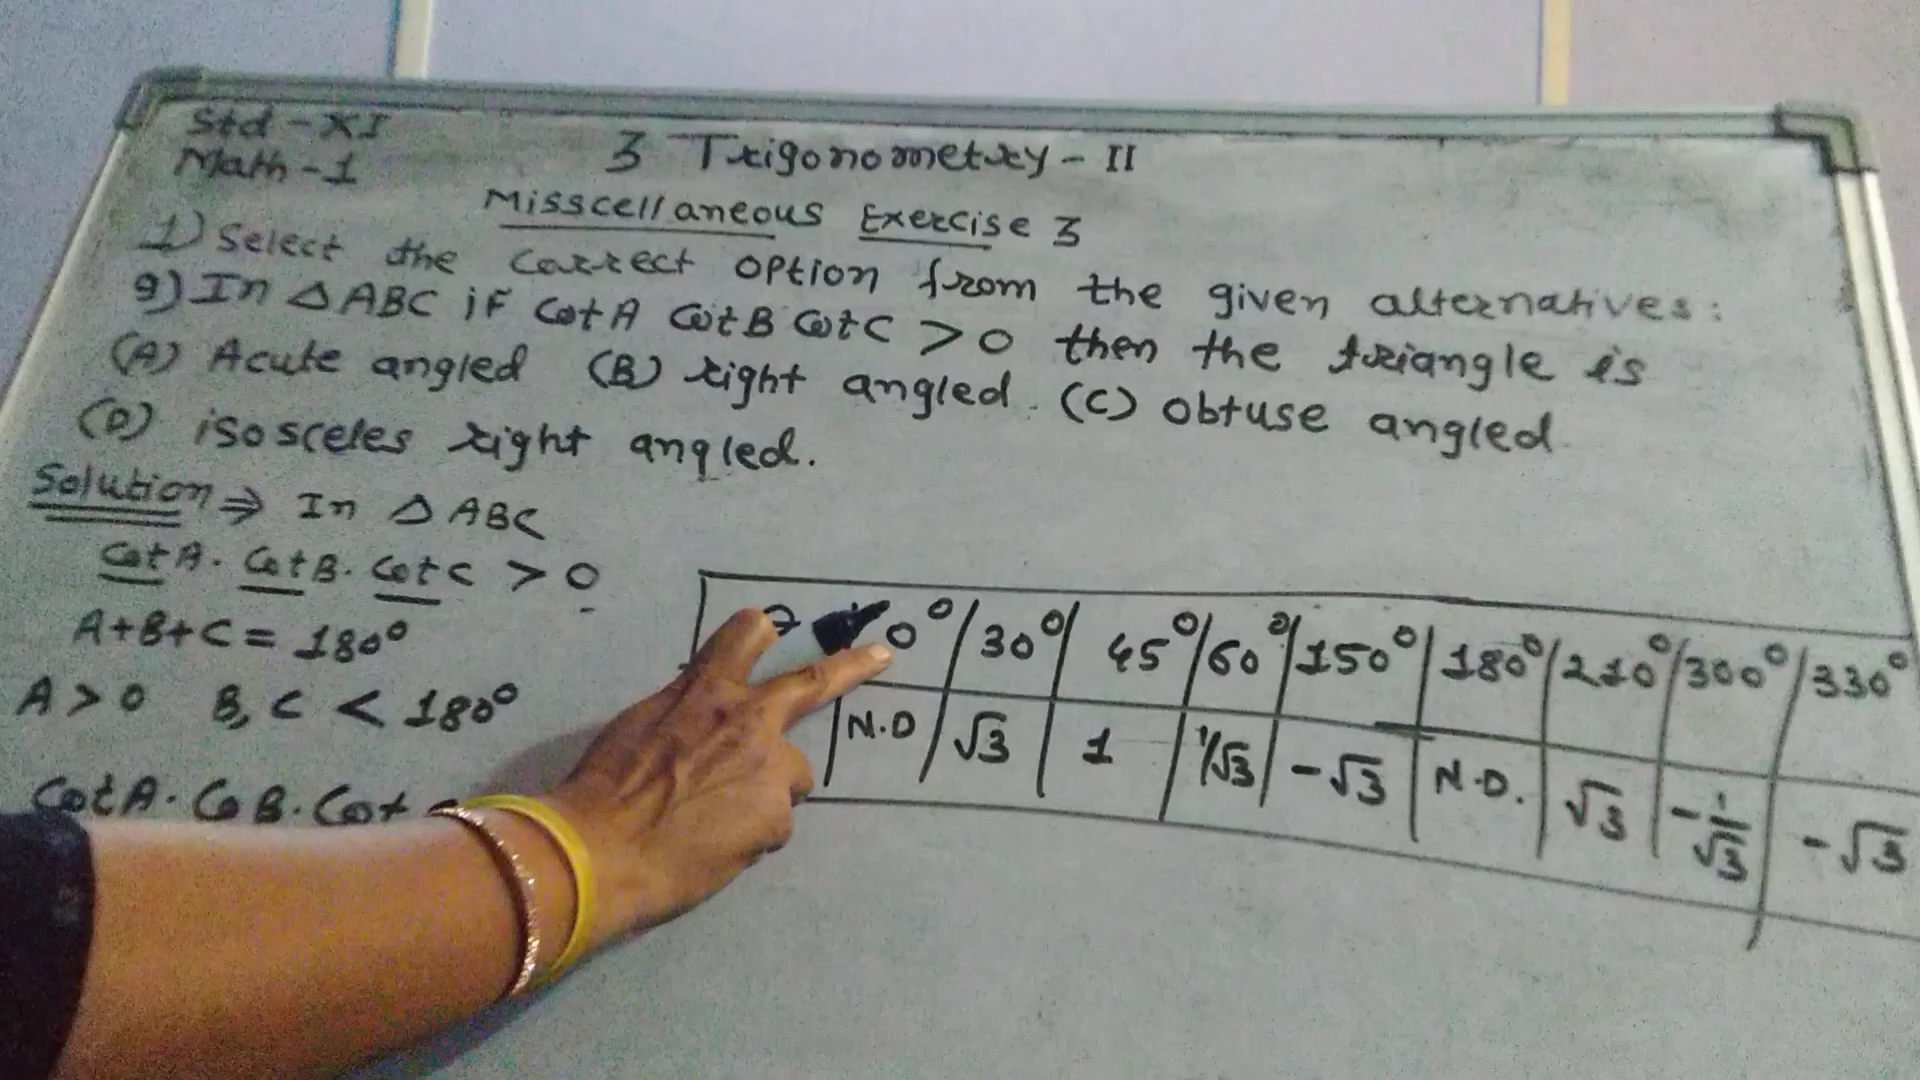 Std - XI
Math - 1
3 Trigonometry - II
Misscellaneous Exercise 3
1) Select the correct option from the given alternatives:
9) In △ABC if cotA cotB cotC > 0 then the triangle is
(A) Acute angled (B) right angled. (C) obtuse angled.
(D) isosceles right angled.
Solution ⇒ In △ABC
cotA. cotB. cotC > 0
A+B+C = 180°
A > 0 B, C < 180°
CotA. CoB. Cot
0° 30° 45° 60° 150° 180° 210° 300° 330°
N.D √3 1 1/√3 -√3 N.D. √3 -1/√3 -√3